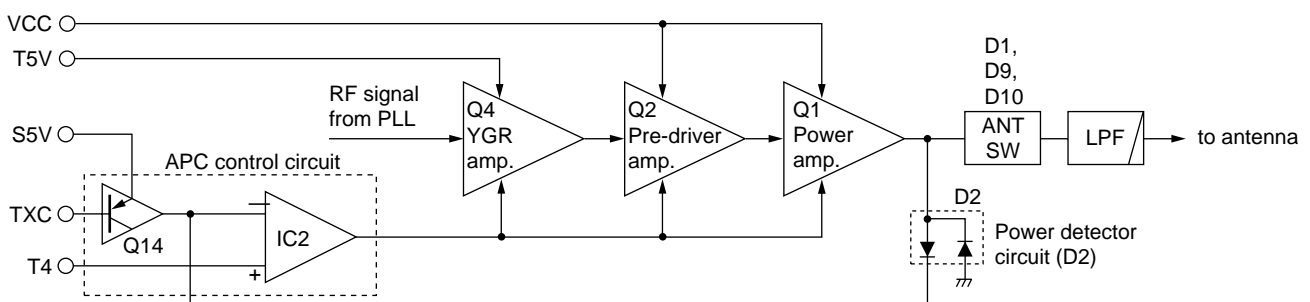 VCC
T5V
S5V
TXC
T4
APC control circuit
Q14
IC2
+
RF signal
from PLL
Q4
YGR
amp.
Q2
Pre-driver
amp.
Q1
Power
amp.
D1,
D9,
D10
ANT
SW
LPF
to antenna
D2
Power detector
circuit (D2)